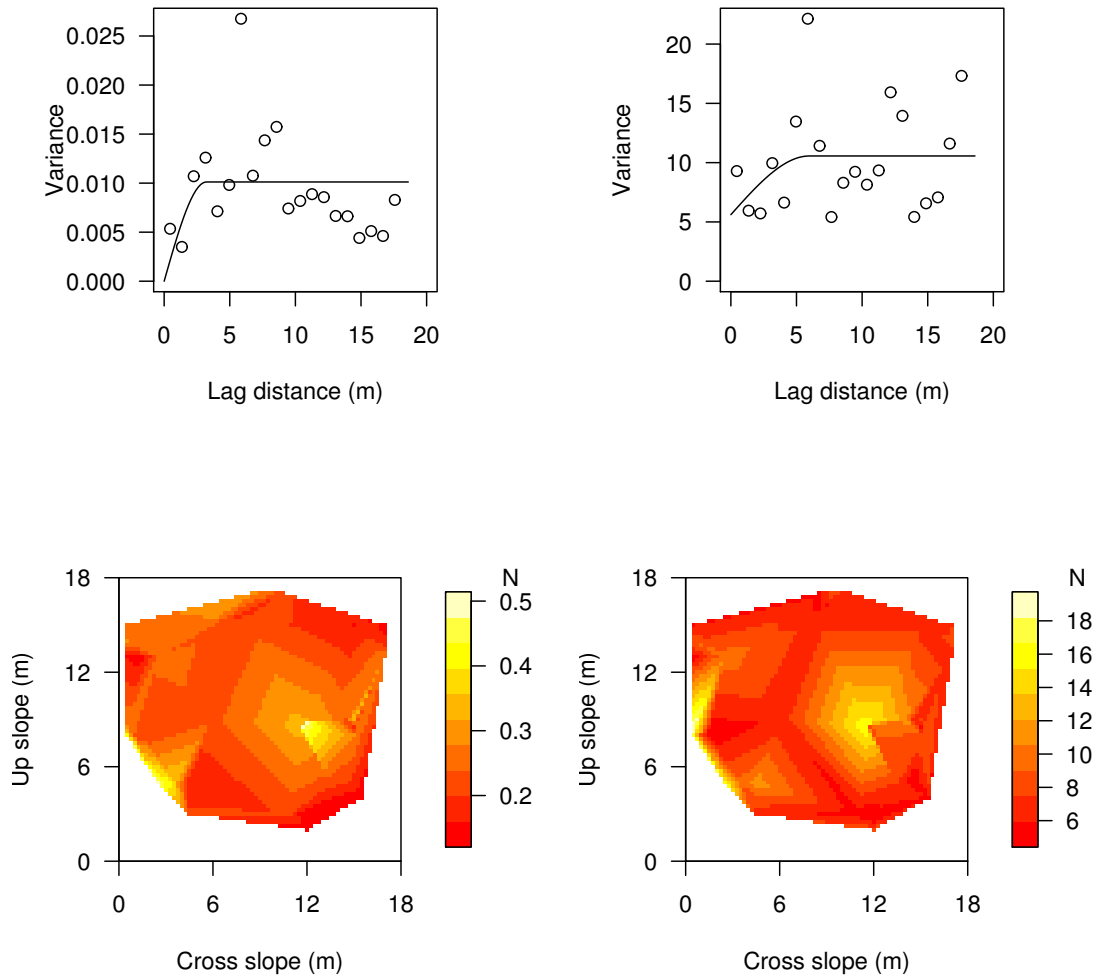 0.025
0.020
0.015
0.010
0.005
0.000
Variance
0 5 10 15 20
Lag distance (m)
20
15
10
5
0
Variance
0 5 10 15 20
Lag distance (m)
18
12
6
0
Up slope (m)
0 6 12 18
Cross slope (m)
N
0.5
0.4
0.3
0.2
18
12
6
0
Up slope (m)
0 6 12 18
Cross slope (m)
N
18
16
14
12
10
8
6